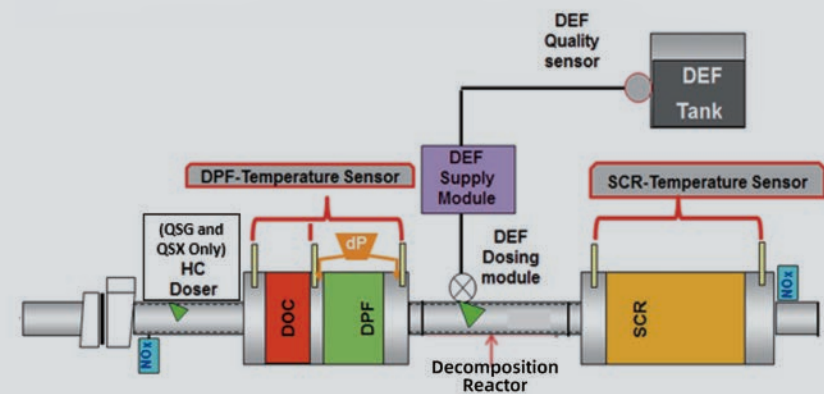 DEF
Quality
sensor
DEF
Tank
DPF-Temperature Sensor
DEF
Supply
Module
SCR-Temperature Sensor
(QSG and
QSX Only)
HC
Doser
dP
DEF
Dosing
module
NOx
DOC
DPF
SCR
NOx
Decomposition
Reactor